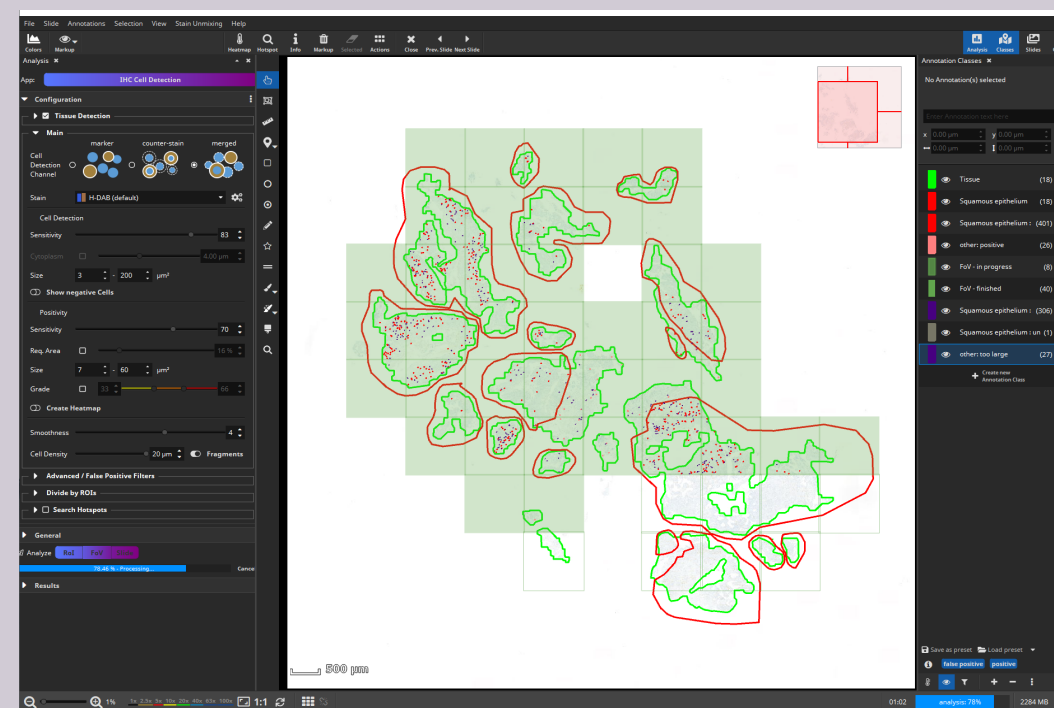 File Slide Annotations Selection View Stain Unmixing Help
Colors Markup Heatmap Hotspot Info Markup Selected Actions Close Prev. Slide Next Slide Analysis Classes Slides
Analysis
App: IHC Cell Detection
Configuration
Tissue Detection
Main
marker counter-stain merged
Cell Detection Channel
Stain H-DAB (default)
Cell Detection
Sensitivity 83
Cytoplasm 4.00 µm
Size 3 - 200 µm²
Show negative Cells
Positivity
Sensitivity 70
Req. Area 16 %
Size 7 - 60 µm²
Grade 33 66
Create Heatmap
Smoothness 4
Cell Density 20 µm Fragments
Advanced / False Positive Filters
Divide by ROIs
Search Hotspots
General
Analyze RoI FoV
78.46 % - Processing... Cance
Results
500 µm
Annotation Classes
No Annotation(s) selected
Enter Annotation text here
x 0.00 µm y 0.00 µm
0.00 µm 0.00 µm
Tissue (18)
Squamous epithelium (18)
Squamous epithelium : (401)
other: positive (26)
FoV - in progress (8)
FoV - finished (40)
Squamous epithelium : (306)
Squamous epithelium : un (1)
other: too large (27)
Create new Annotation Class
Save as preset Load preset
false positive positive
1% 1x 2.5x 5x 10x 20x 40x 83x 100x 1:1
01:02 analysis: 78% 2284 MB